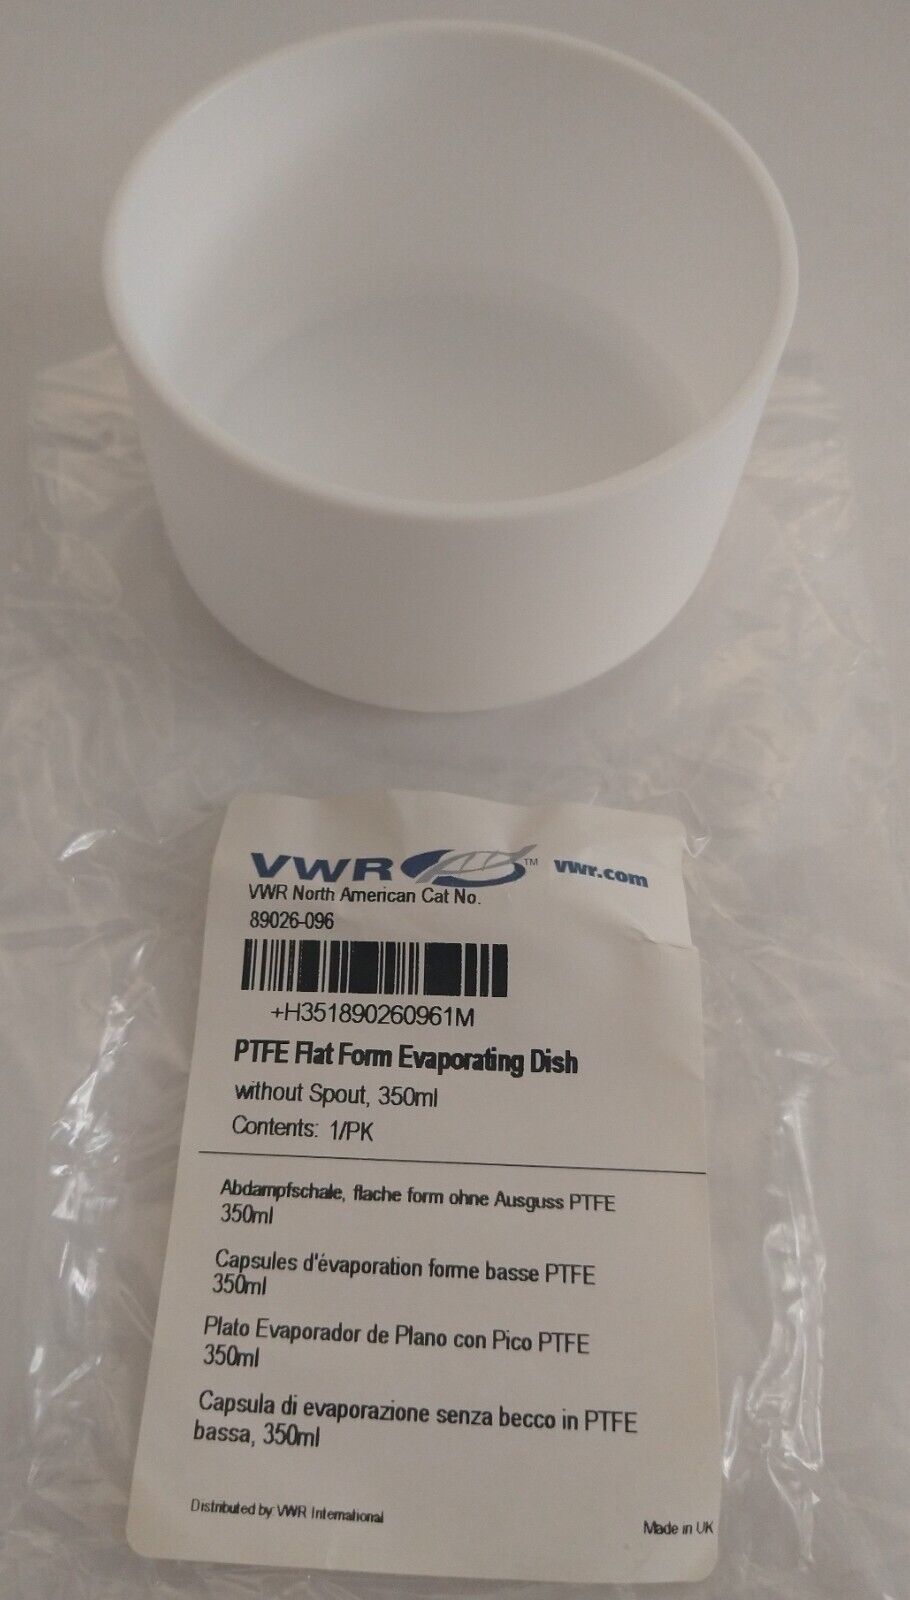 VWR™ vwr.com
VWR North American Cat No.
89026-096
+H351890260961M
PTFE Flat Form Evaporating Dish
without Spout, 350ml
Contents: 1/PK
Abdampfschale, flache form ohne Ausguss PTFE
350ml
Capsules d'évaporation forme basse PTFE
350ml
Plato Evaporador de Plano con Pico PTFE
350ml
Capsula di evaporazione senza becco in PTFE
bassa, 350ml
Distributed by: VWR International
Made in UK